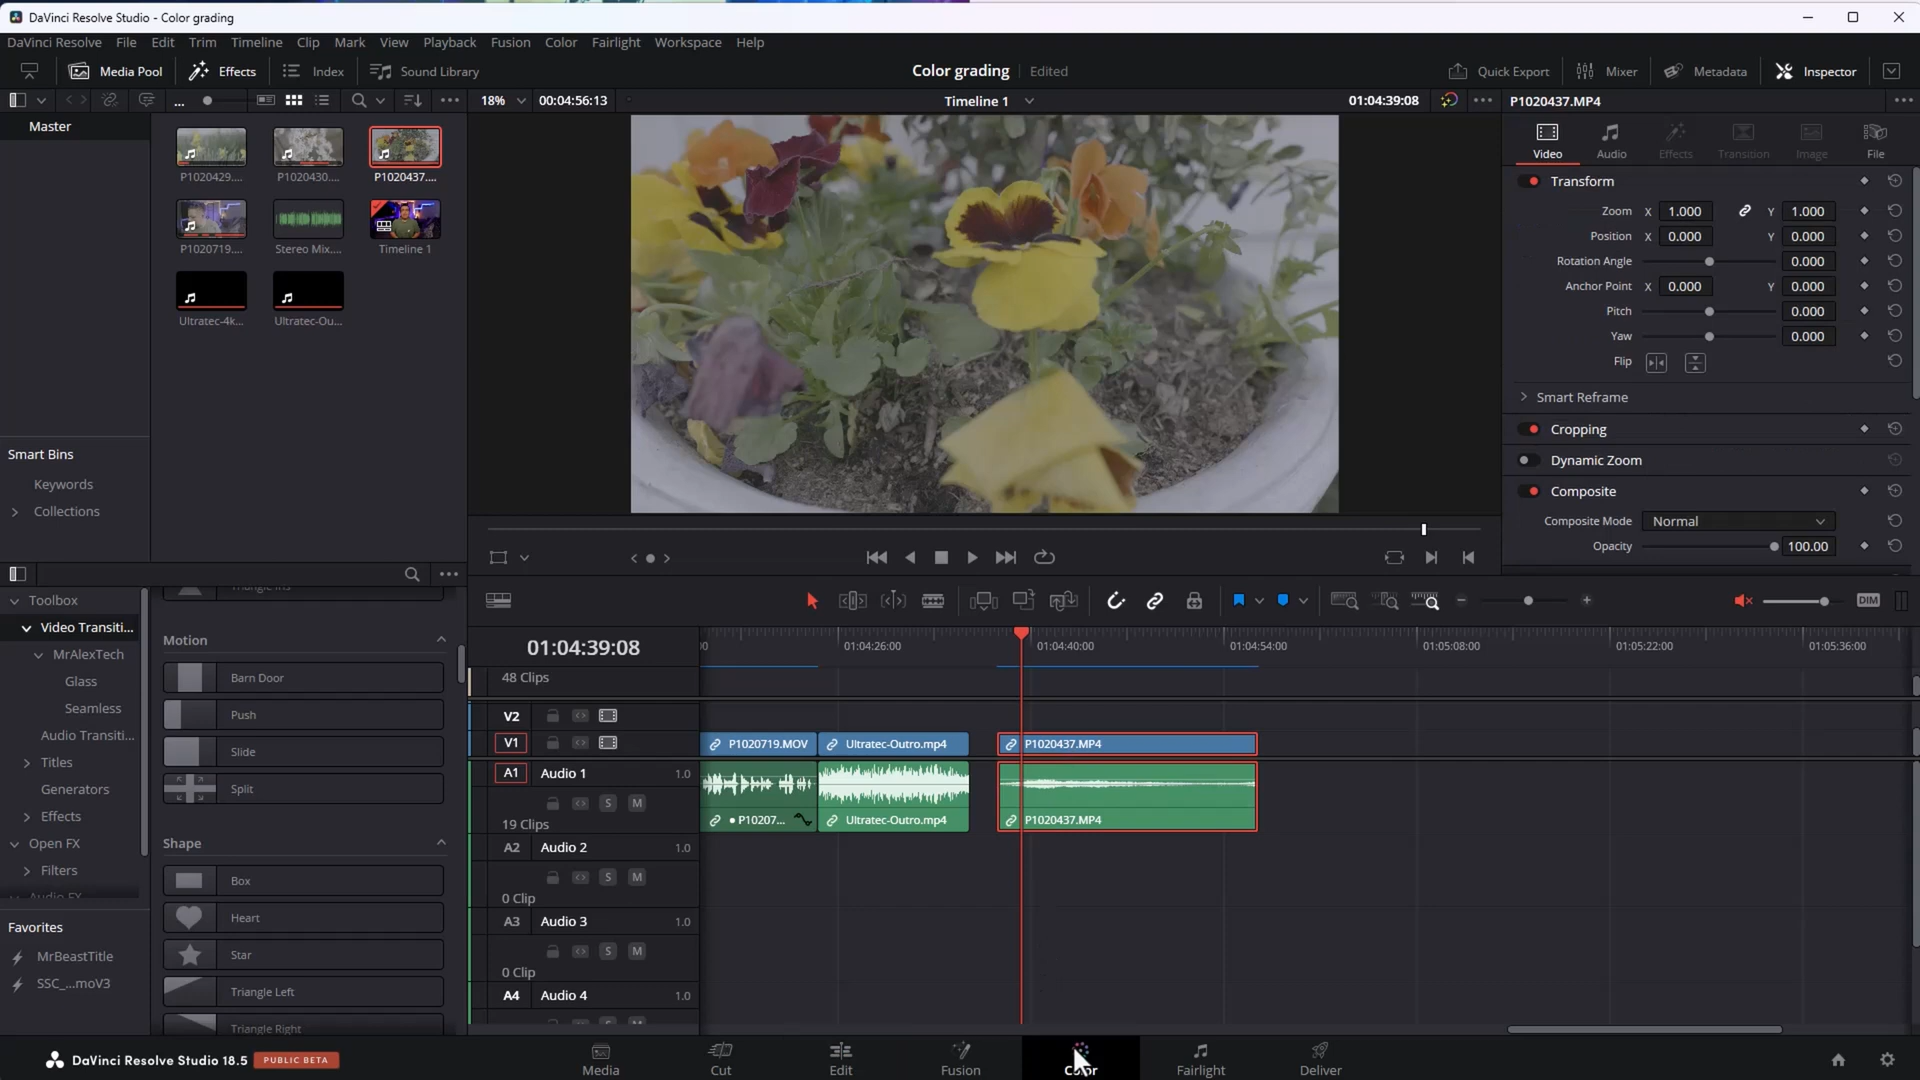 DaVinci Resolve Studio - Color grading
DaVinci Resolve File Edit Trim Timeline Clip Mark View Playback Fusion Color Fairlight Workspace Help
Media Pool Effects Index Sound Library Color grading Edited Quick Export Mixer Metadata Inspector
... 18% 00:04:56:13 Timeline 1 01:04:39:08 P1020437.MP4
Master
P1020429.... P1020430.... P1020437....
P1020719.... Stereo Mix.... Timeline 1
Ultratec-4k... Ultratec-Ou...
Video Audio Effects Transition Image File
Transform
Zoom X 1.000 Y 1.000
Position X 0.000 Y 0.000
Rotation Angle 0.000
Anchor Point X 0.000 Y 0.000
Pitch 0.000
Yaw 0.000
Flip
Smart Reframe
Cropping
Dynamic Zoom
Composite
Composite Mode Normal
Opacity 100.00
Smart Bins
Keywords
Collections
Toolbox
Video Transiti...
MrAlexTech
Glass
Seamless
Audio Transiti...
Titles
Generators
Effects
Open FX
Filters
Audio FX
Favorites
MrBeastTitle
SSC_...moV3
Triangle Iris
Motion
Barn Door
Push
Slide
Split
Shape
Box
Heart
Star
Triangle Left
Triangle Right
DIM
01:04:39:08 00 01:04:26:00 01:04:40:00 01:04:54:00 01:05:08:00 01:05:22:00 01:05:36:00
48 Clips
V2
V1 P1020719.MOV Ultratec-Outro.mp4 P1020437.MP4
A1 Audio 1 1.0
S M
19 Clips P10207... Ultratec-Outro.mp4 P1020437.MP4
A2 Audio 2 1.0
S M
0 Clip
A3 Audio 3 1.0
S M
0 Clip
A4 Audio 4 1.0
DaVinci Resolve Studio 18.5 PUBLIC BETA
Media Cut Edit Fusion Color Fairlight Deliver